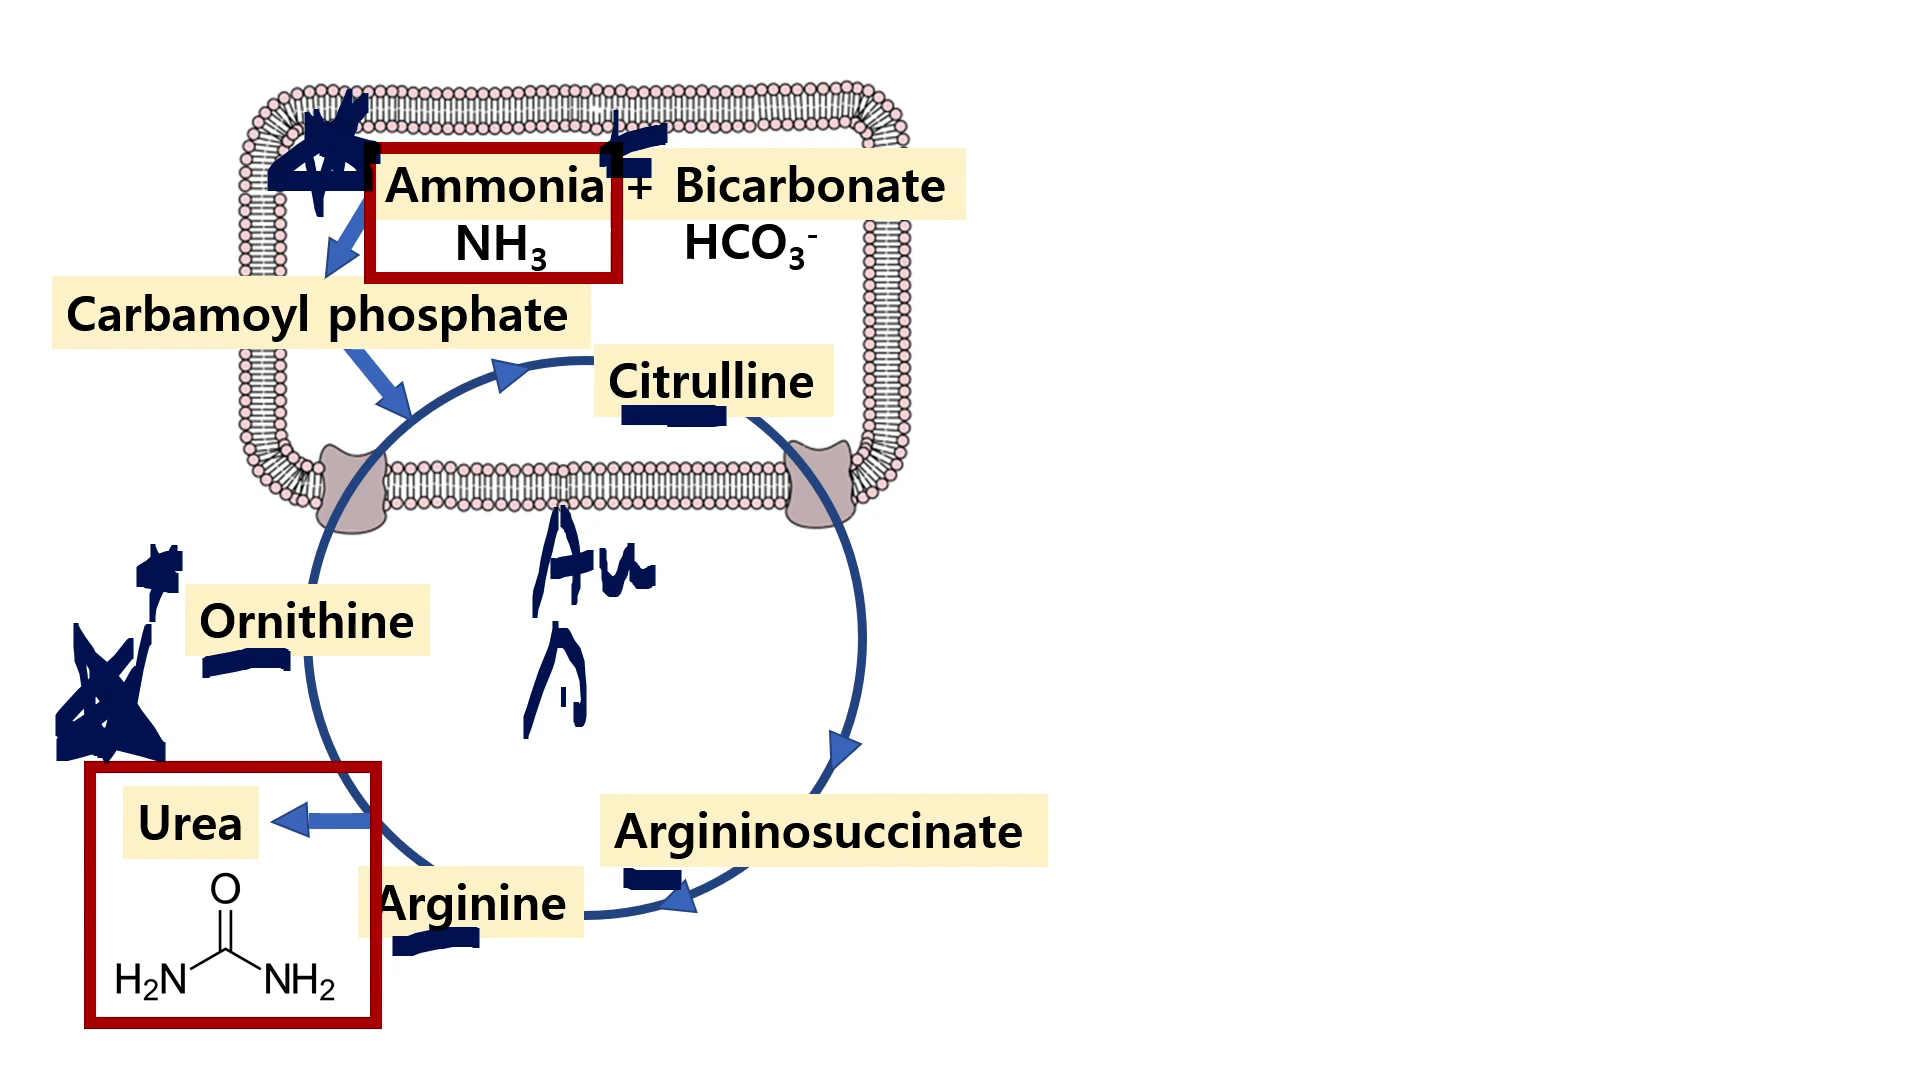 Ammonia + Bicarbonate
NH₃ HCO₃⁻
Carbamoyl phosphate
Citrulline
Ornithine
Urea
Argininosuccinate
Arginine
O
H₂N NH₂